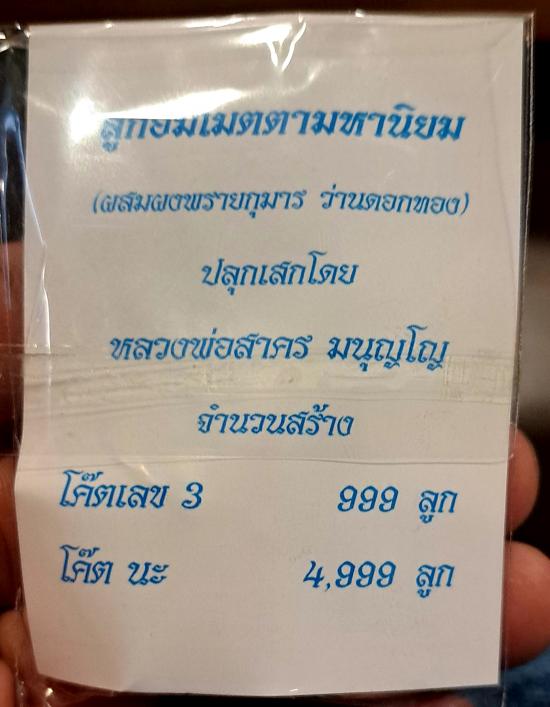 ลูกอมเมตตามหานิยม
(ผสมผงพรายกุมาร ว่านดอกทอง)
ปลุกเสกโดย
หลวงพ่อสาคร มนุญโญ
จำนวนสร้าง
โค๊ตเลข 3 999 ลูก
โค๊ต นะ 4,999 ลูก